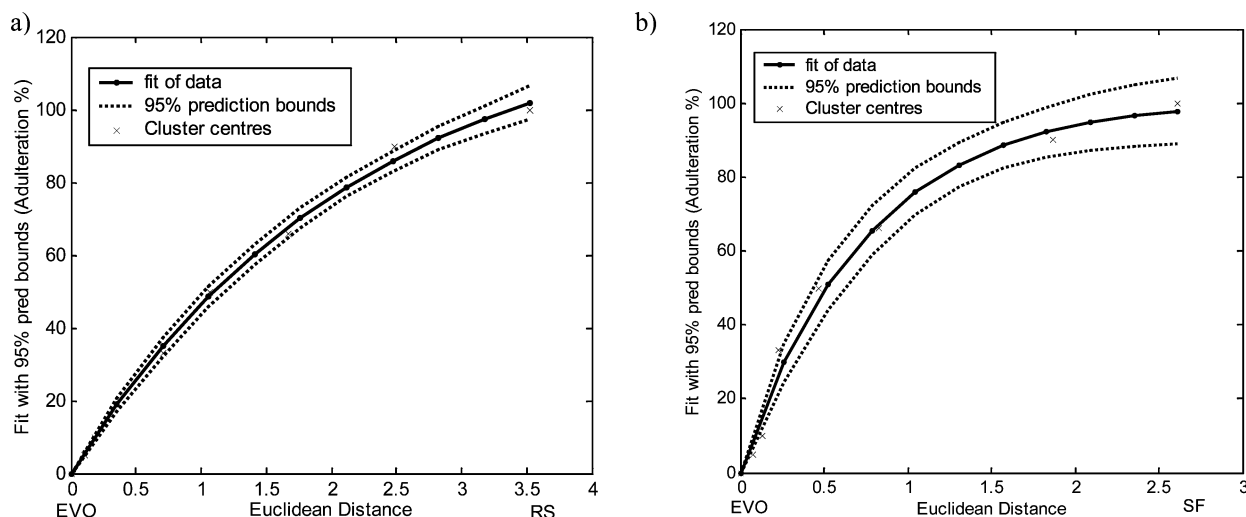 a)
Fit with 95% pred bounds (Adulteration %)
120
100
80
60
40
20
0
fit of data
95% prediction bounds
Cluster centres
0 0.5 1 1.5 2 2.5 3 3.5 4
EVO Euclidean Distance RS
b)
Fit with 95% pred bounds (Adulteration %)
120
100
80
60
40
20
0
fit of data
95% prediction bounds
Cluster centres
0 0.5 1 1.5 2 2.5 3
EVO Euclidean Distance SF